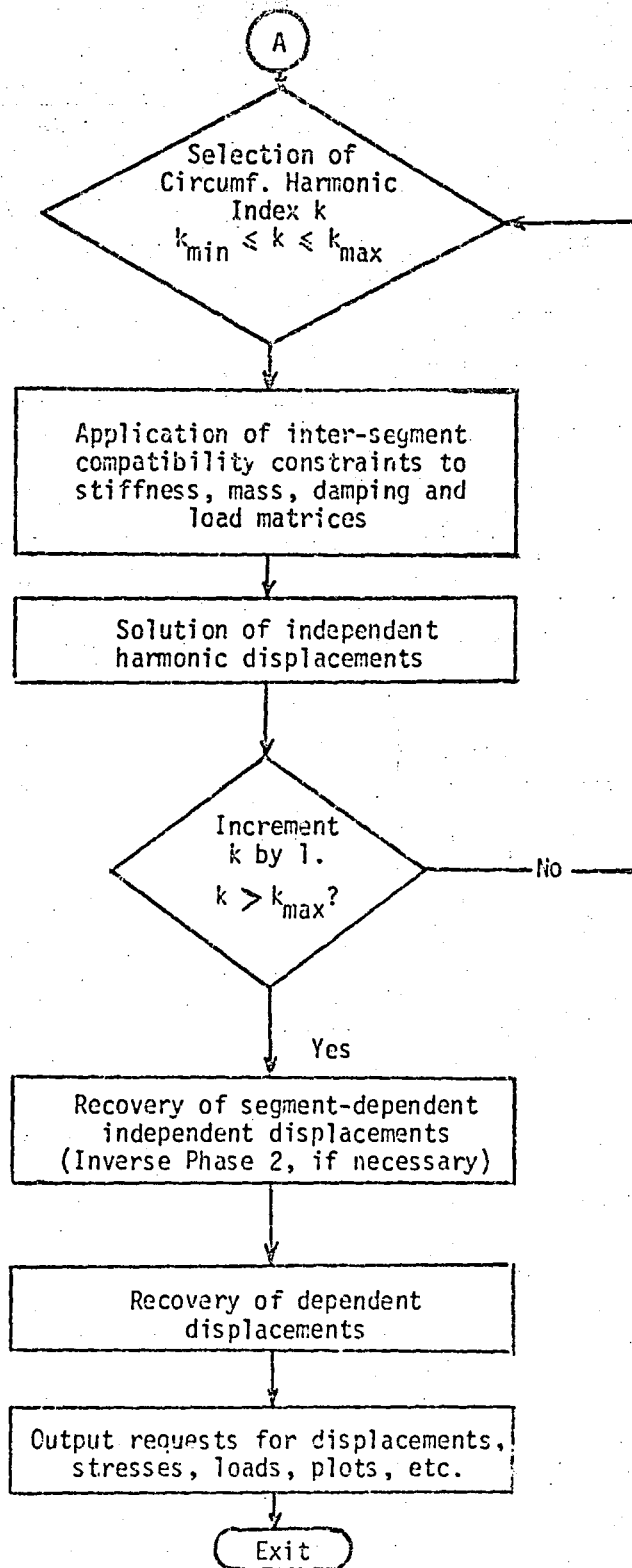 A
Selection of
Circumf. Harmonic
Index k
k_min ⩽ k ⩽ k_max
Application of inter-segment
compatibility constraints to
stiffness, mass, damping and
load matrices
Solution of independent
harmonic displacements
Increment
k by 1.
k > k_max?
No
Yes
Recovery of segment-dependent
independent displacements
(Inverse Phase 2, if necessary)
Recovery of dependent
displacements
Output requests for displacements,
stresses, loads, plots, etc.
Exit